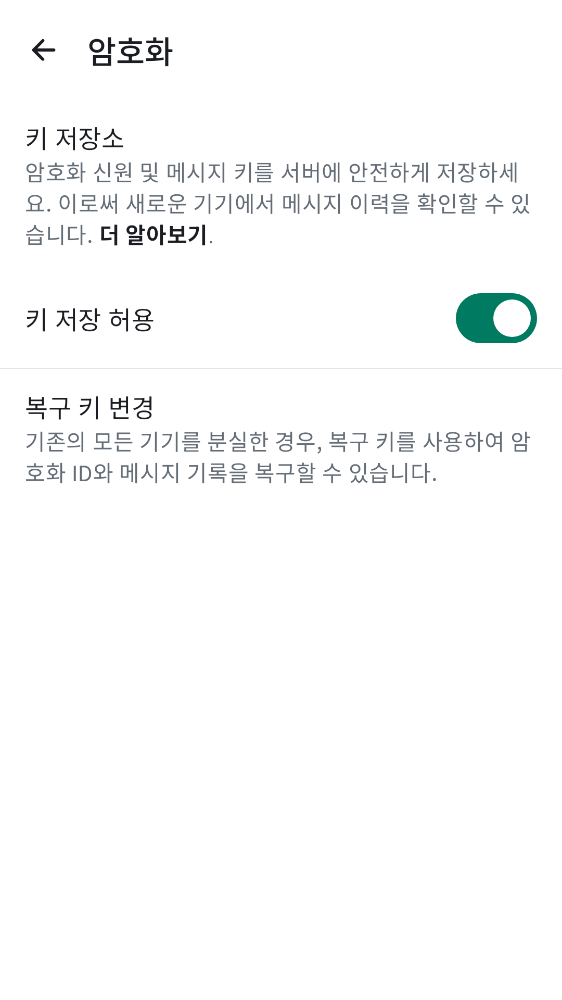 암호화
키 저장소
암호화 신원 및 메시지 키를 서버에 안전하게 저장하세
요. 이로써 새로운 기기에서 메시지 이력을 확인할 수 있
습니다. 더 알아보기.
키 저장 허용
복구 키 변경
기존의 모든 기기를 분실한 경우, 복구 키를 사용하여 암
호화 ID와 메시지 기록을 복구할 수 있습니다.